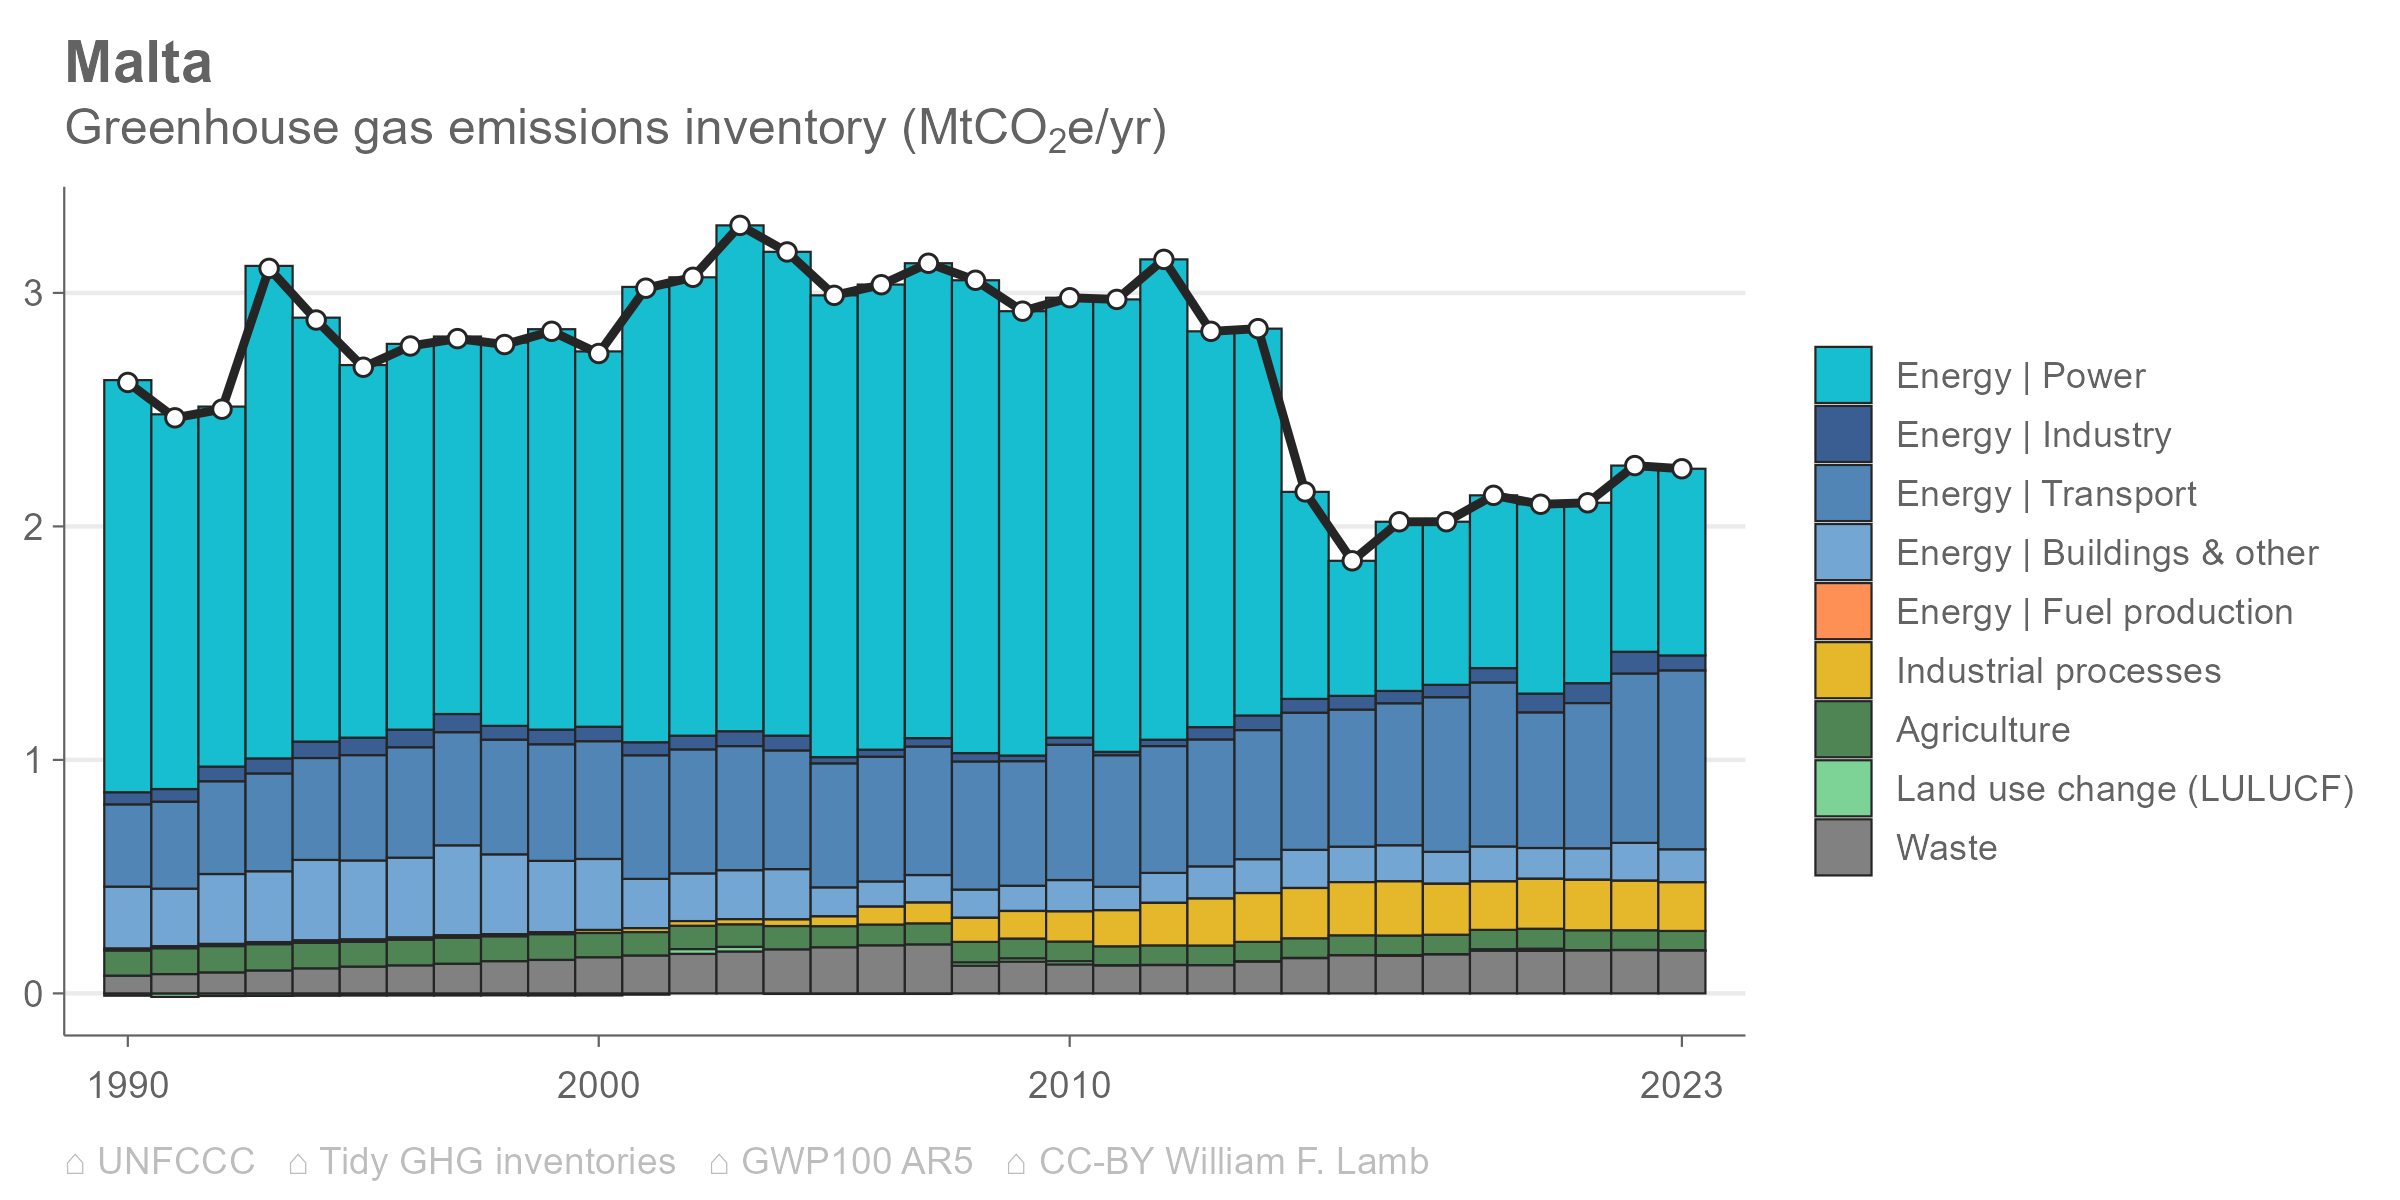 Malta
Greenhouse gas emissions inventory (MtCO₂e/yr)
3
2
1
0
1990 2000 2010 2023
Energy | Power
Energy | Industry
Energy | Transport
Energy | Buildings & other
Energy | Fuel production
Industrial processes
Agriculture
Land use change (LULUCF)
Waste
⌂ UNFCCC ⌂ Tidy GHG inventories ⌂ GWP100 AR5 ⌂ CC-BY William F. Lamb